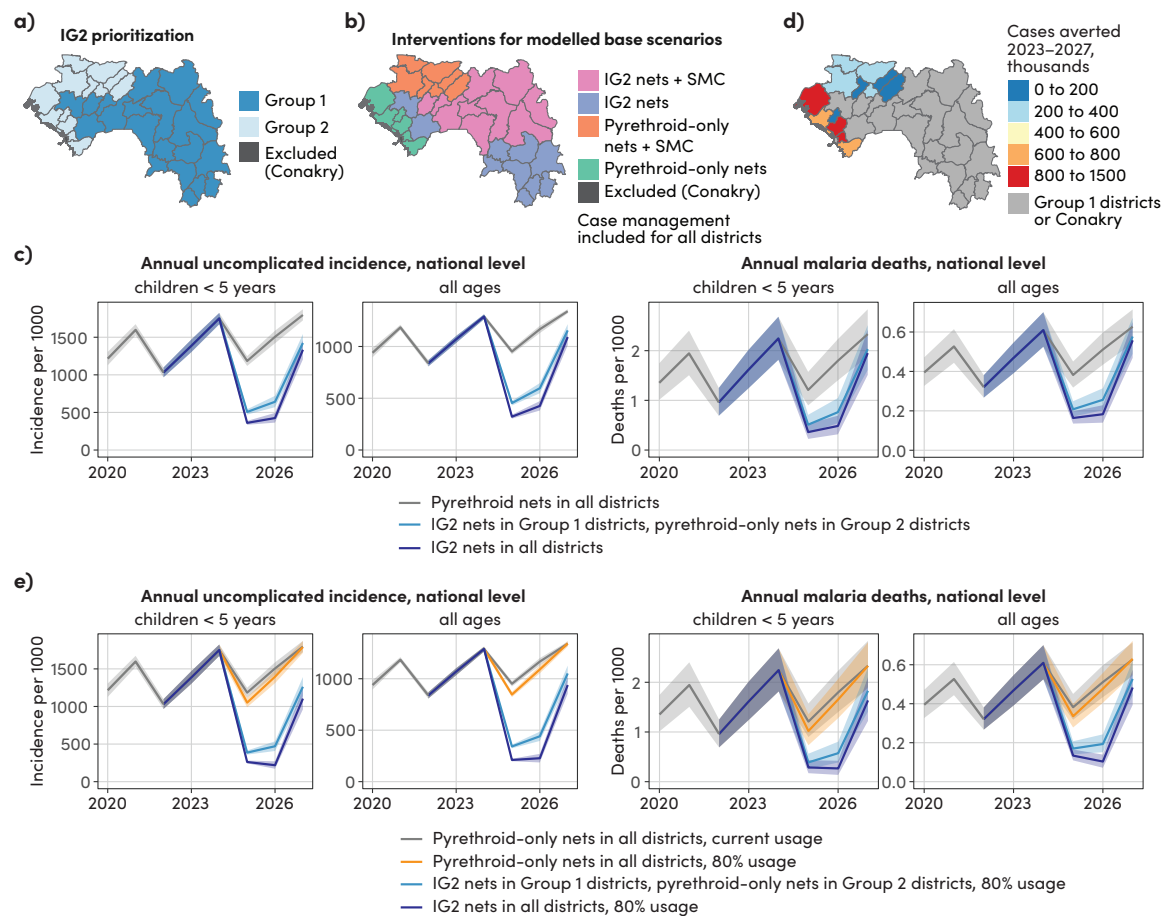 a)
IG2 prioritization
Group 1
Group 2
Excluded
(Conakry)
b)
Interventions for modelled base scenarios
IG2 nets + SMC
IG2 nets
Pyrethroid-only
nets + SMC
Pyrethroid-only nets
Excluded (Conakry)
Case management
included for all districts
d)
Cases averted
2023–2027,
thousands
0 to 200
200 to 400
400 to 600
600 to 800
800 to 1500
Group 1 districts
or Conakry
c)
Annual uncomplicated incidence, national level
children < 5 years
all ages
Incidence per 1000
1500
1000
500
0
2020
2023
2026
1000
500
0
2020
2023
2026
Annual malaria deaths, national level
children < 5 years
all ages
Deaths per 1000
2
1
0
2020
2023
2026
0.6
0.4
0.2
0.0
2020
2023
2026
Pyrethroid nets in all districts
IG2 nets in Group 1 districts, pyrethroid-only nets in Group 2 districts
IG2 nets in all districts
e)
Annual uncomplicated incidence, national level
children < 5 years
all ages
Incidence per 1000
1500
1000
500
0
2020
2023
2026
1000
500
0
2020
2023
2026
Annual malaria deaths, national level
children < 5 years
all ages
Deaths per 1000
2
1
0
2020
2023
2026
0.6
0.4
0.2
0.0
2020
2023
2026
Pyrethroid-only nets in all districts, current usage
Pyrethroid-only nets in all districts, 80% usage
IG2 nets in Group 1 districts, pyrethroid-only nets in Group 2 districts, 80% usage
IG2 nets in all districts, 80% usage